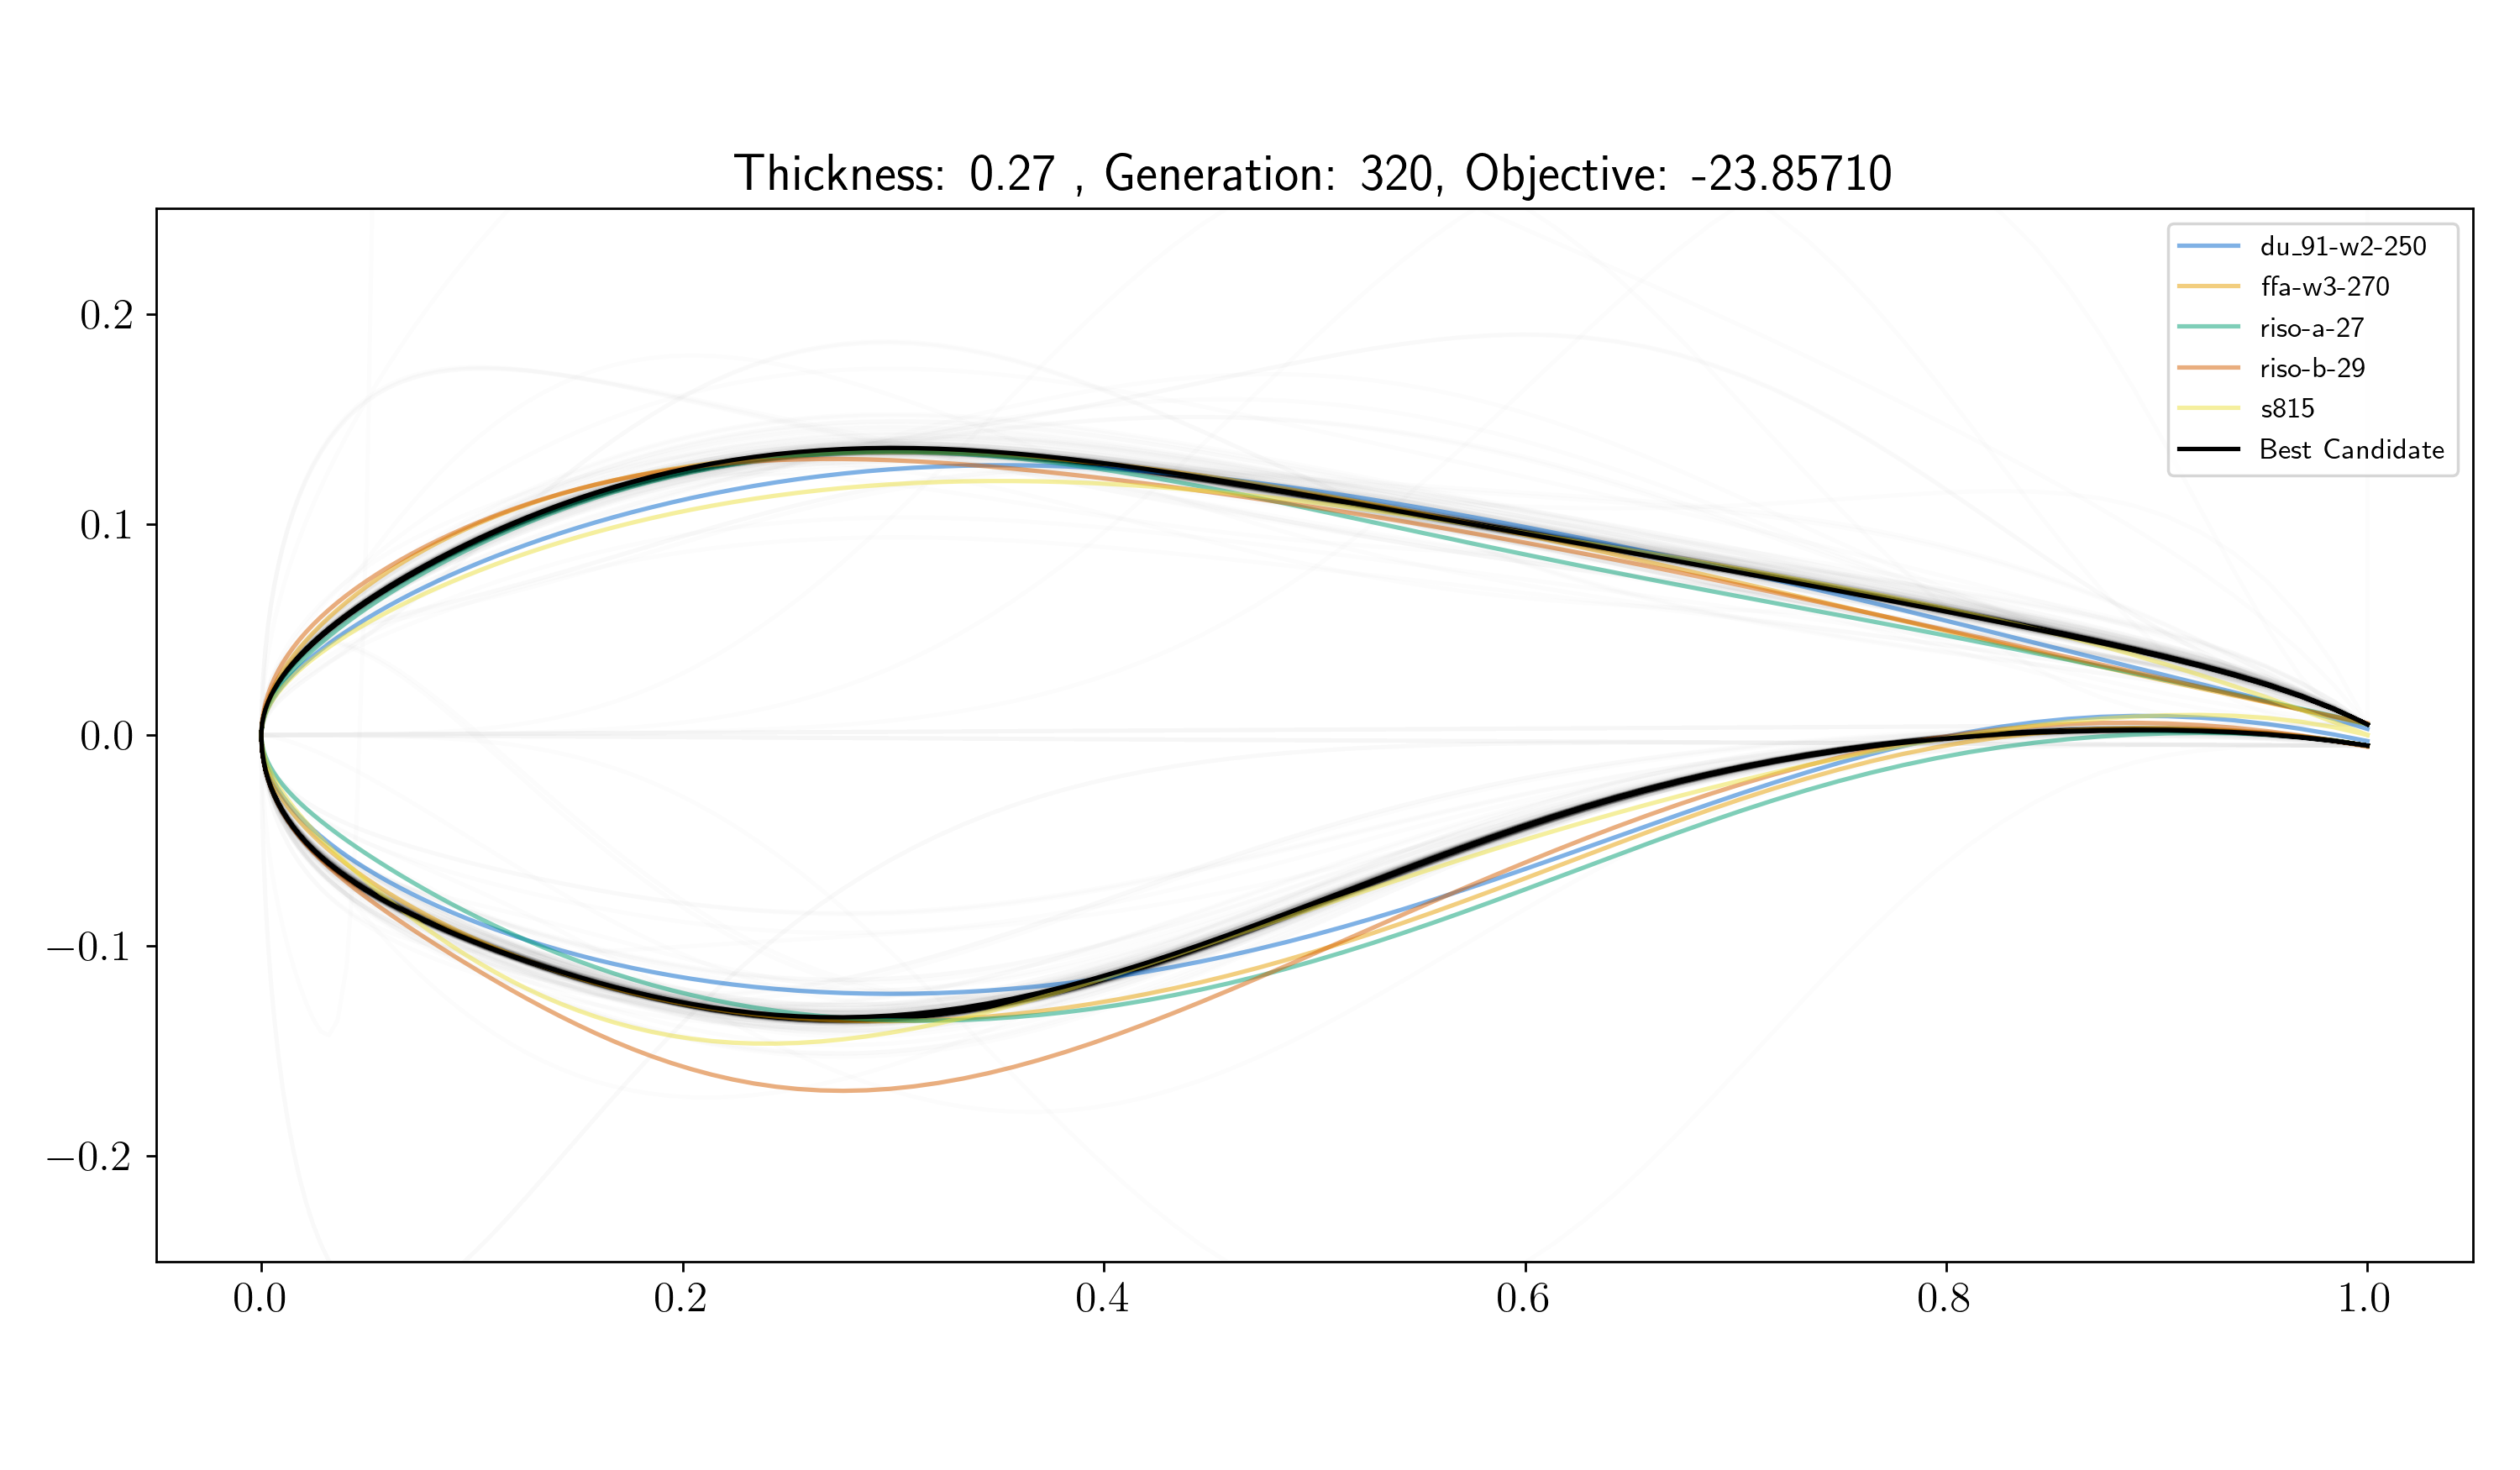 Thickness: 0.27 , Generation: 320, Objective: -23.85710
du_91-w2-250
ffa-w3-270
riso-a-27
riso-b-29
s815
Best Candidate
0.2
0.1
0.0
−0.1
−0.2
0.0 0.2 0.4 0.6 0.8 1.0